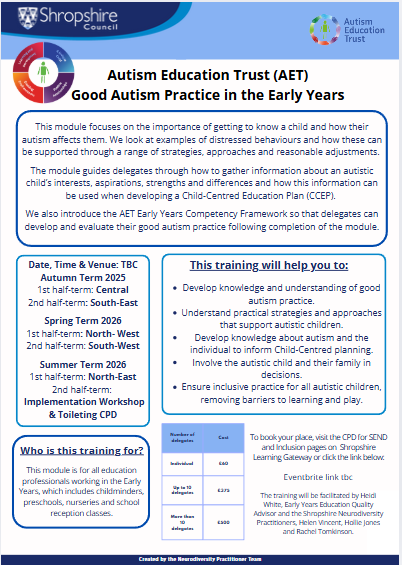 Shropshire
Council
Autism
Education
Trust
Autism Education Trust (AET)
Good Autism Practice in the Early Years
This module focuses on the importance of getting to know a child and how their
autism affects them. We look at examples of distressed behaviours and how these can
be supported through a range of strategies, approaches and reasonable adjustments.
The module guides delegates through how to gather information about an autistic
child's interests, aspirations, strengths and differences and how this information can
be used when developing a Child-Centred Education Plan (CCEP).
We also introduce the AET Early Years Competency Framework so that delegates can
develop and evaluate their good autism practice following completion of the module.
Date, Time & Venue: TBC
Autumn Term 2025
1st half-term: Central
2nd half-term: South-East
Spring Term 2026
1st half-term: North- West
2nd half-term: South-West
Summer Term 2026
1st half-term: North-East
2nd half-term:
Implementation Workshop
& Toileting CPD
This training will help you to:
Develop knowledge and understanding of good
autism practice.
Understand practical strategies and approaches
that support autistic children.
Develop knowledge about autism and the
individual to inform Child-Centred planning.
Involve the autistic child and their family in
decisions.
Ensure inclusive practice for all autistic children,
removing barriers to learning and play.
Who is this training for?
This module is for all education
professionals working in the Early
Years, which includes childminders,
preschools, nurseries and school
reception classes.
Number of
delegates
Cost
Individual
£60
Up to 10
delegates
£375
More than
10
delegates
£500
To book your place, visit the CPD for SEND
and Inclusion pages on Shropshire
Learning Gateway or click the link below:
Eventbrite link tbc
The training will be facilitated by Heidi
White, Early Years Education Quality
Advisor and the Shropshire Neurodiversity
Practitioners, Helen Vincent, Hollie Jones
and Rachel Tomkinson.
Created by the Neurodiversity Practitioner Team